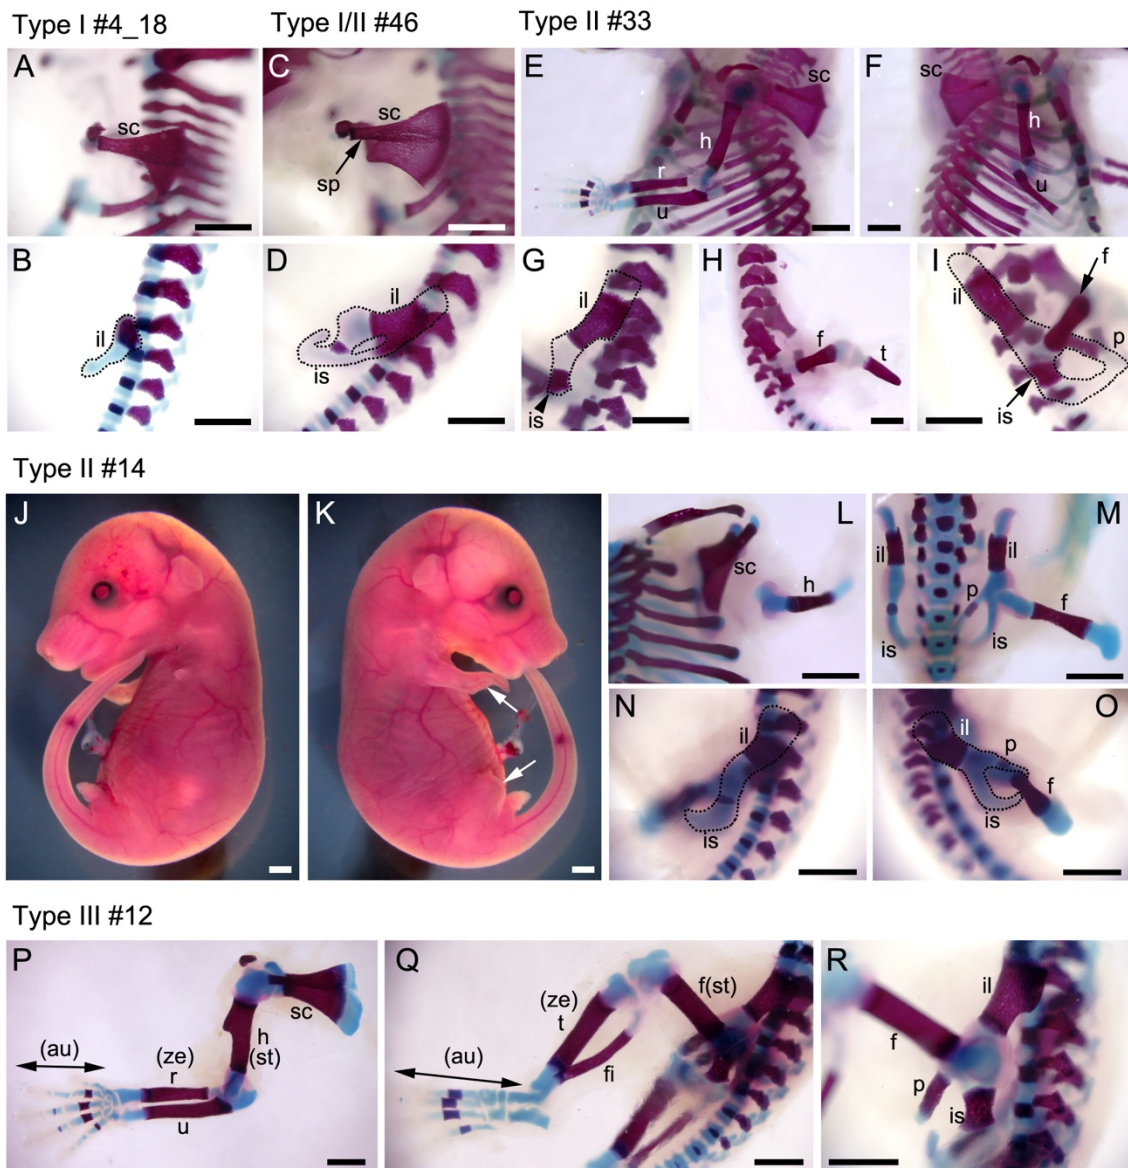 Type I #4_18 Type I/II #46 Type II #33
A sc
C sc sp
E sc h r u
F sc h u
B il
D il is
G il is
H f t
I il f p is
Type II #14
J
K
L sc h
M il il p f is is
N il is
O il p f is
Type III #12
P sc h (st) (ze) r u (au)
Q (ze) t f(st) (au) fi
R il f p is